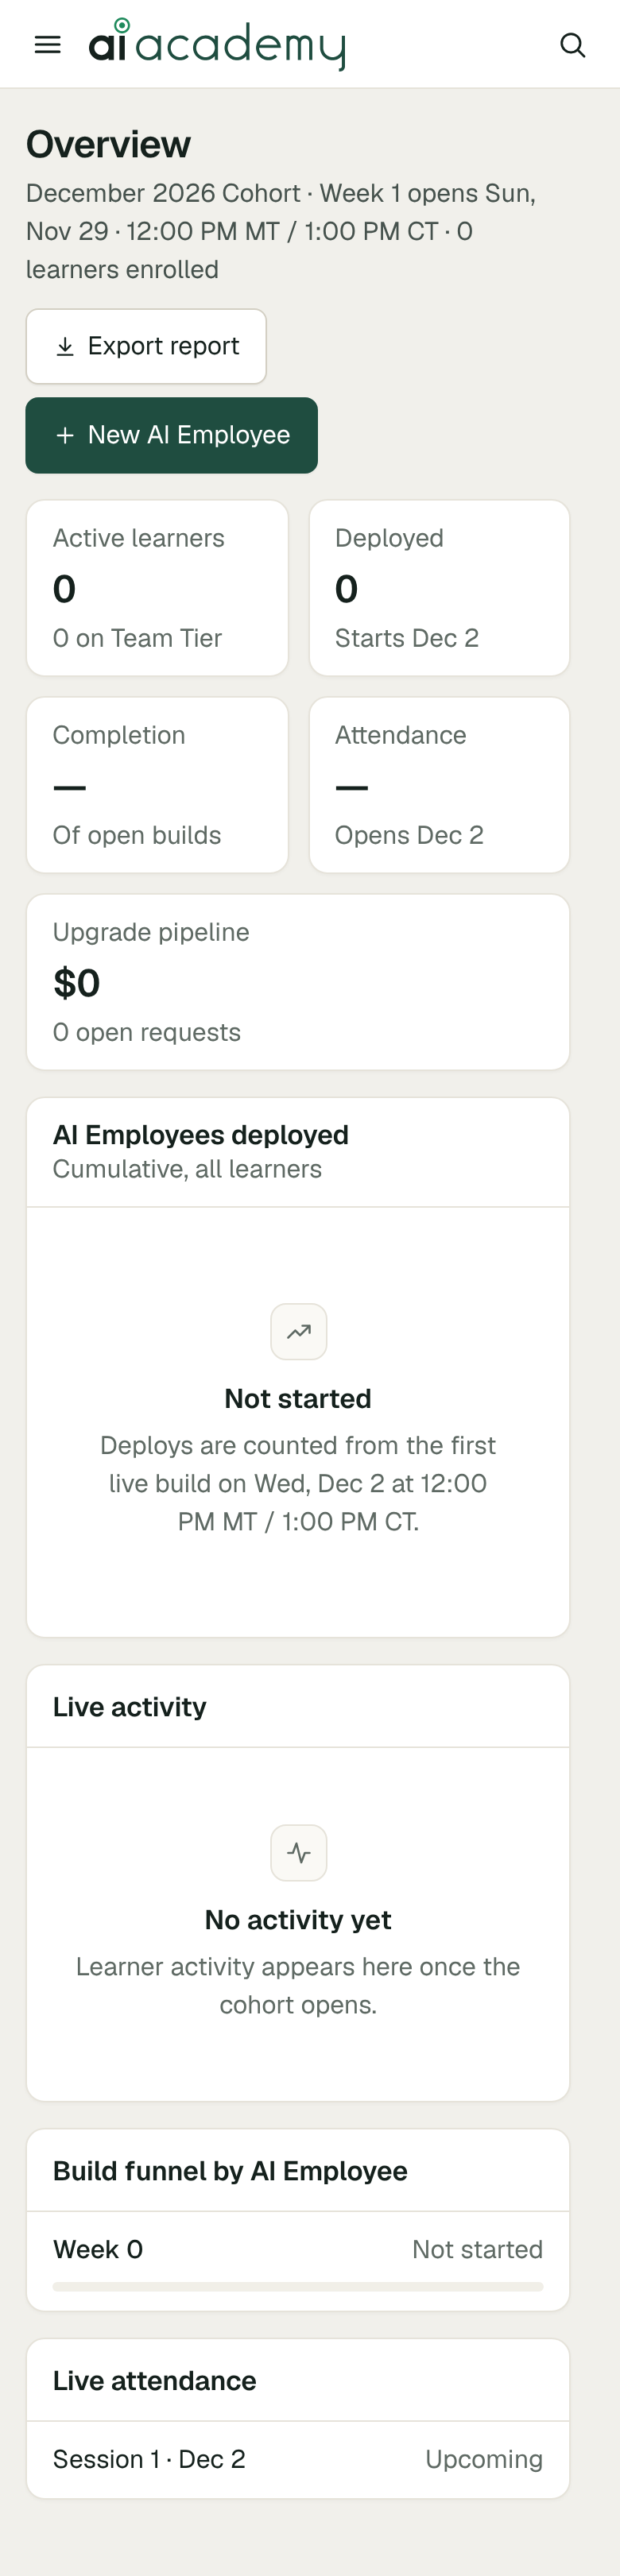 ai academy
Overview
December 2026 Cohort · Week 1 opens Sun,
Nov 29 · 12:00 PM MT / 1:00 PM CT · 0
learners enrolled
Export report
New AI Employee
Active learners
0
0 on Team Tier
Deployed
0
Starts Dec 2
Completion
—
Of open builds
Attendance
—
Opens Dec 2
Upgrade pipeline
$0
0 open requests
AI Employees deployed
Cumulative, all learners
Not started
Deploys are counted from the first
live build on Wed, Dec 2 at 12:00
PM MT / 1:00 PM CT.
Live activity
No activity yet
Learner activity appears here once the
cohort opens.
Build funnel by AI Employee
Week 0 Not started
Live attendance
Session 1 · Dec 2 Upcoming